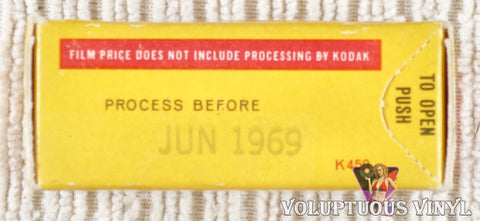 FILM PRICE DOES NOT INCLUDE PROCESSING BY KODAK
PROCESS BEFORE
JUN 1969
TO OPEN
PUSH
VOLUPTUOUS VINYL